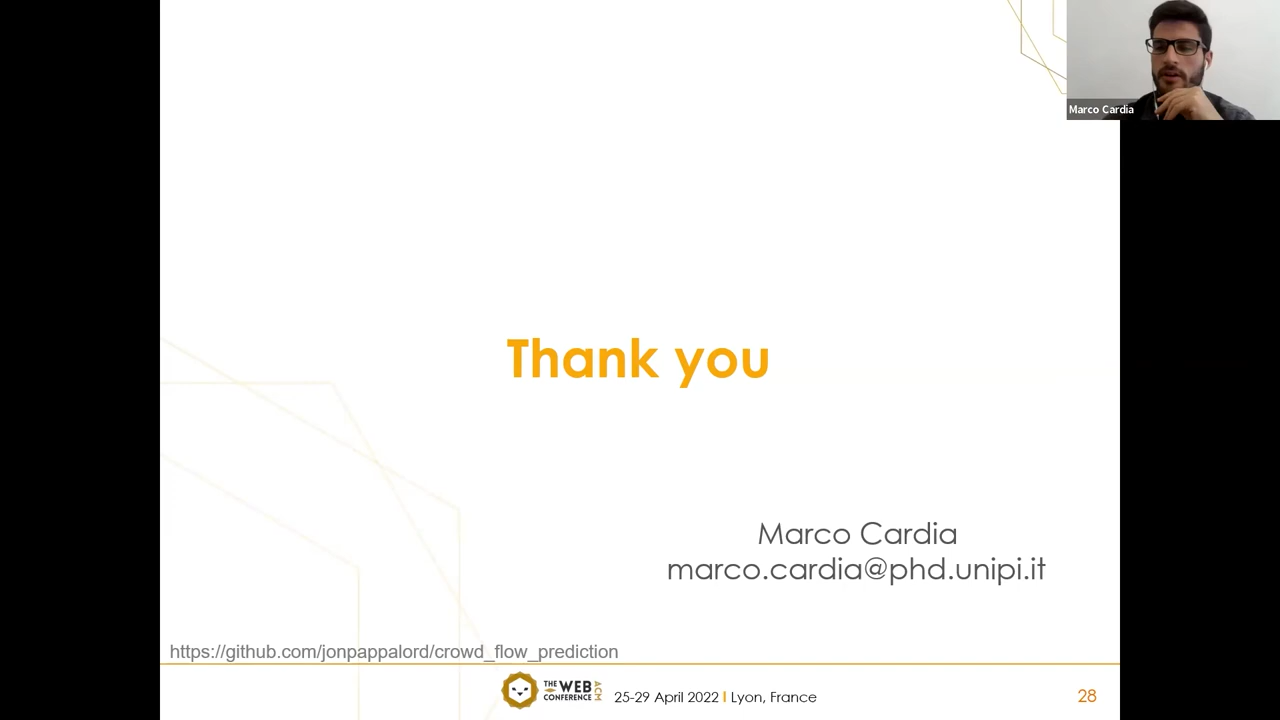 Marco Cardia
Thank you
Marco Cardia
marco.cardia@phd.unipi.it
https://github.com/jonpappalord/crowd_flow_prediction
THE WEB CONFERENCE ACM
25-29 April 2022 | Lyon, France
28